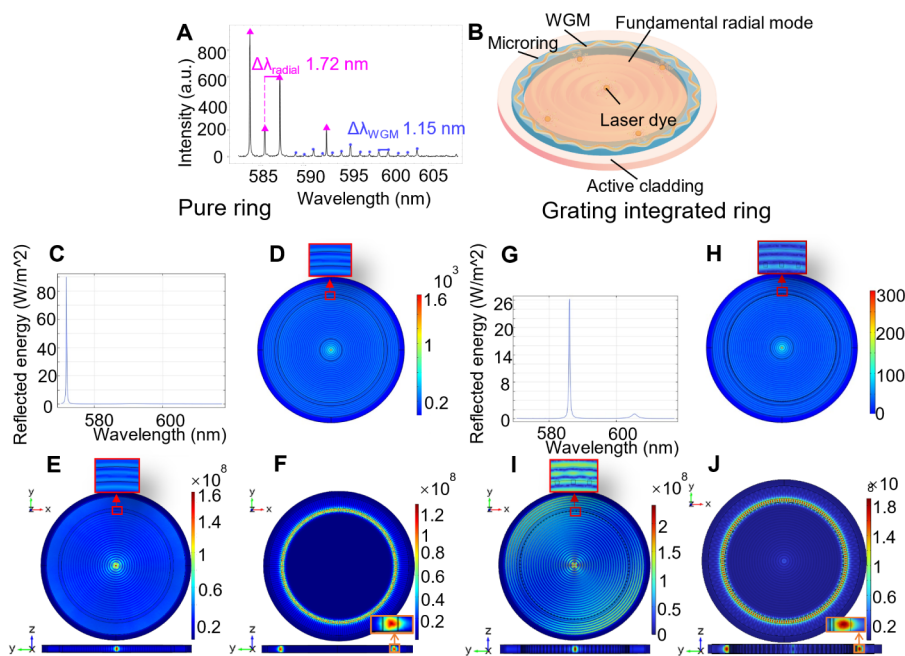 A
Intensity (a.u.)
800
600
400
200
0
Δλradial 1.72 nm
ΔλWGM 1.15 nm
585 590 595 600 605
Wavelength (nm)
B
WGM
Fundamental radial mode
Microring
Laser dye
Active cladding
Pure ring
Grating integrated ring
C
Reflected energy (W/m^2)
80
60
40
20
0
580 600
Wavelength (nm)
D
10³
1.6
1
0.2
G
Reflected energy (W/m^2)
26
22
16
8
4
0
580 600
Wavelength (nm)
H
300
200
100
0
E
y
z x
×10⁸
1.6
1.4
1
0.6
0.2
z
y x
F
y
z x
×10⁸
1.2
1
0.8
0.6
0.4
0.2
z
y x
I
y
z x
×10⁸
2
1.5
1
0.5
0
z
y x
J
y
z x
×10
8
1.8
1.4
1
0.6
0.2
z
y x